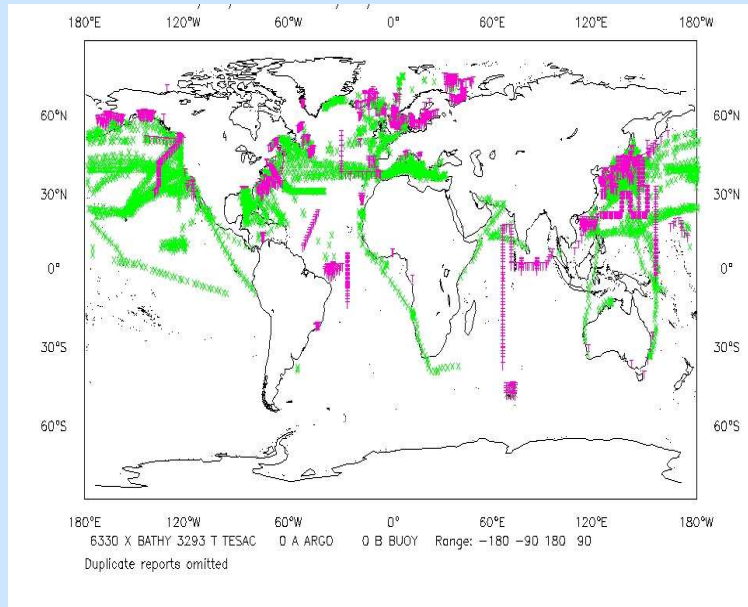 180°E 120°W 60°W 0° 60°E 120°E 180°W
60°N 60°N
30°N 30°N
0° 0°
30°S 30°S
60°S 60°S
180°E 120°W 60°W 0° 60°E 120°E 180°W
6330 X BATHY 3293 T TESAC 0 A ARGO 0 B BUOY Range: -180 -90 180 90
Duplicate reports omitted